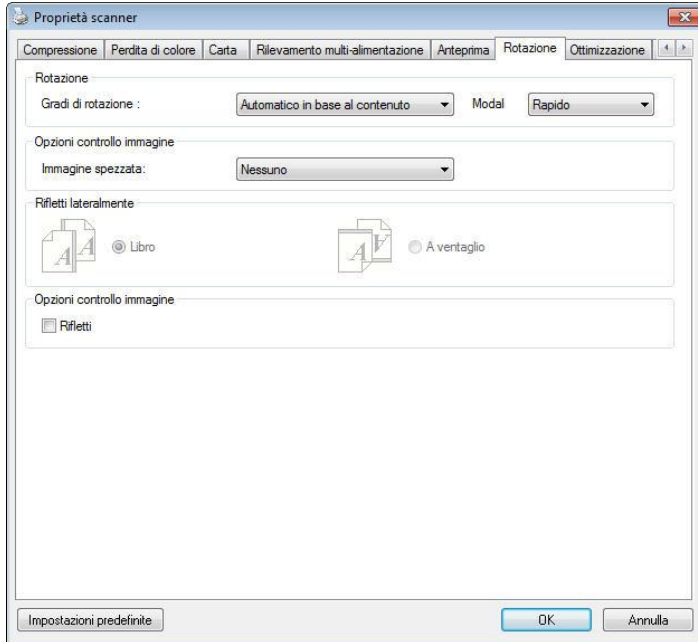 Proprietà scanner
Compressione Perdita di colore Carta Rilevamento multi-alimentazione Anteprima Rotazione Ottimizzazione
Rotazione
Gradi di rotazione : Automatico in base al contenuto Modal Rapido
Opzioni controllo immagine
Immagine spezzata: Nessuno
Rifletti lateralmente
A A Libro A A A ventaglio
Opzioni controllo immagine
Rifletti
Impostazioni predefinite OK Annulla